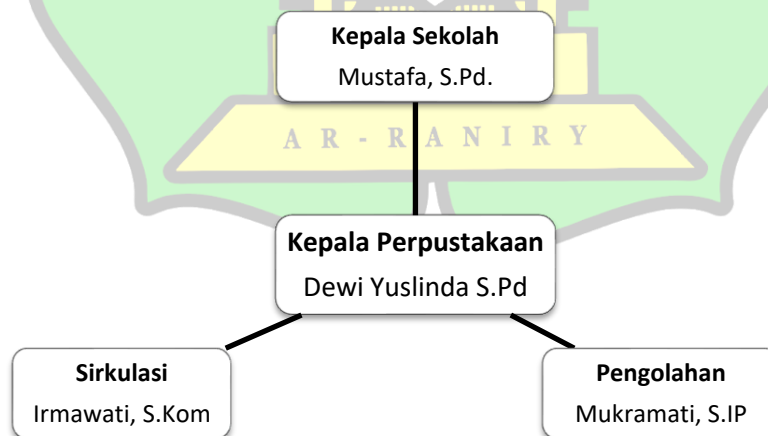 Kepala Sekolah
Mustafa, S.Pd.
AR-RANIRY
Kepala Perpustakaan
Dewi Yuslinda S.Pd
Sirkulasi
Irmawati, S.Kom
Pengolahan
Mukramati, S.IP